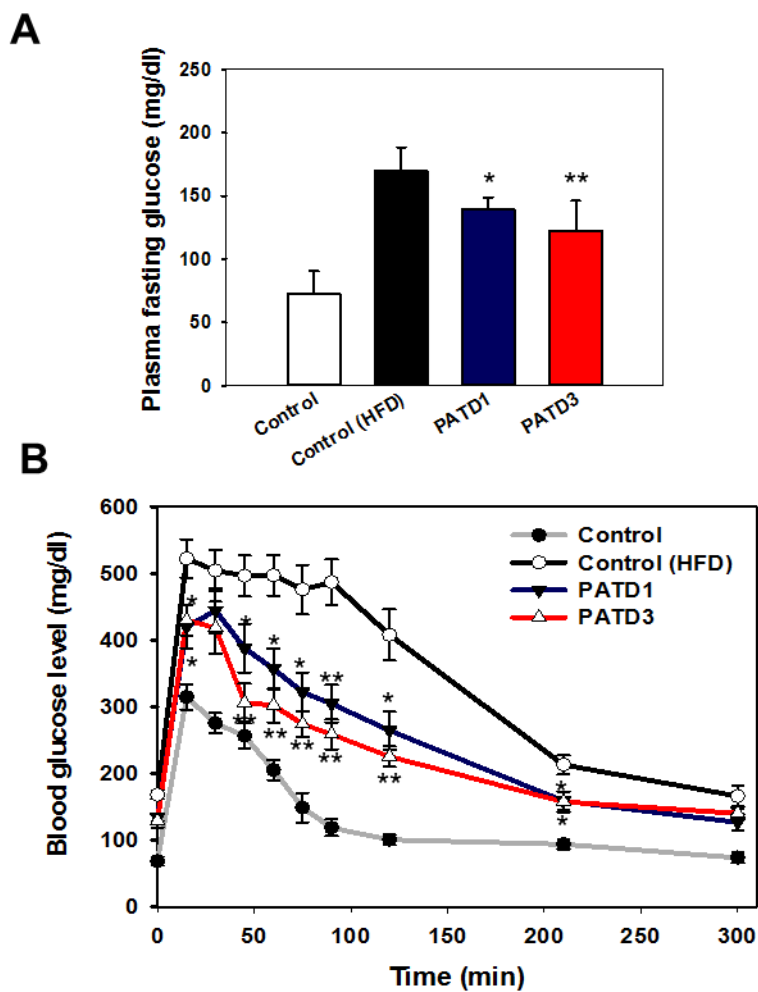 A
Plasma fasting glucose (mg/dl)
250
200
150
100
50
0
*
**
Control
Control (HFD)
PATD1
PATD3
B
Blood glucose level (mg/dl)
600
500
400
300
200
100
0
Control
Control (HFD)
PATD1
PATD3
*
*
*
*
*
**
*
**
**
**
**
**
*
*
0
50
100
150
200
250
300
Time (min)